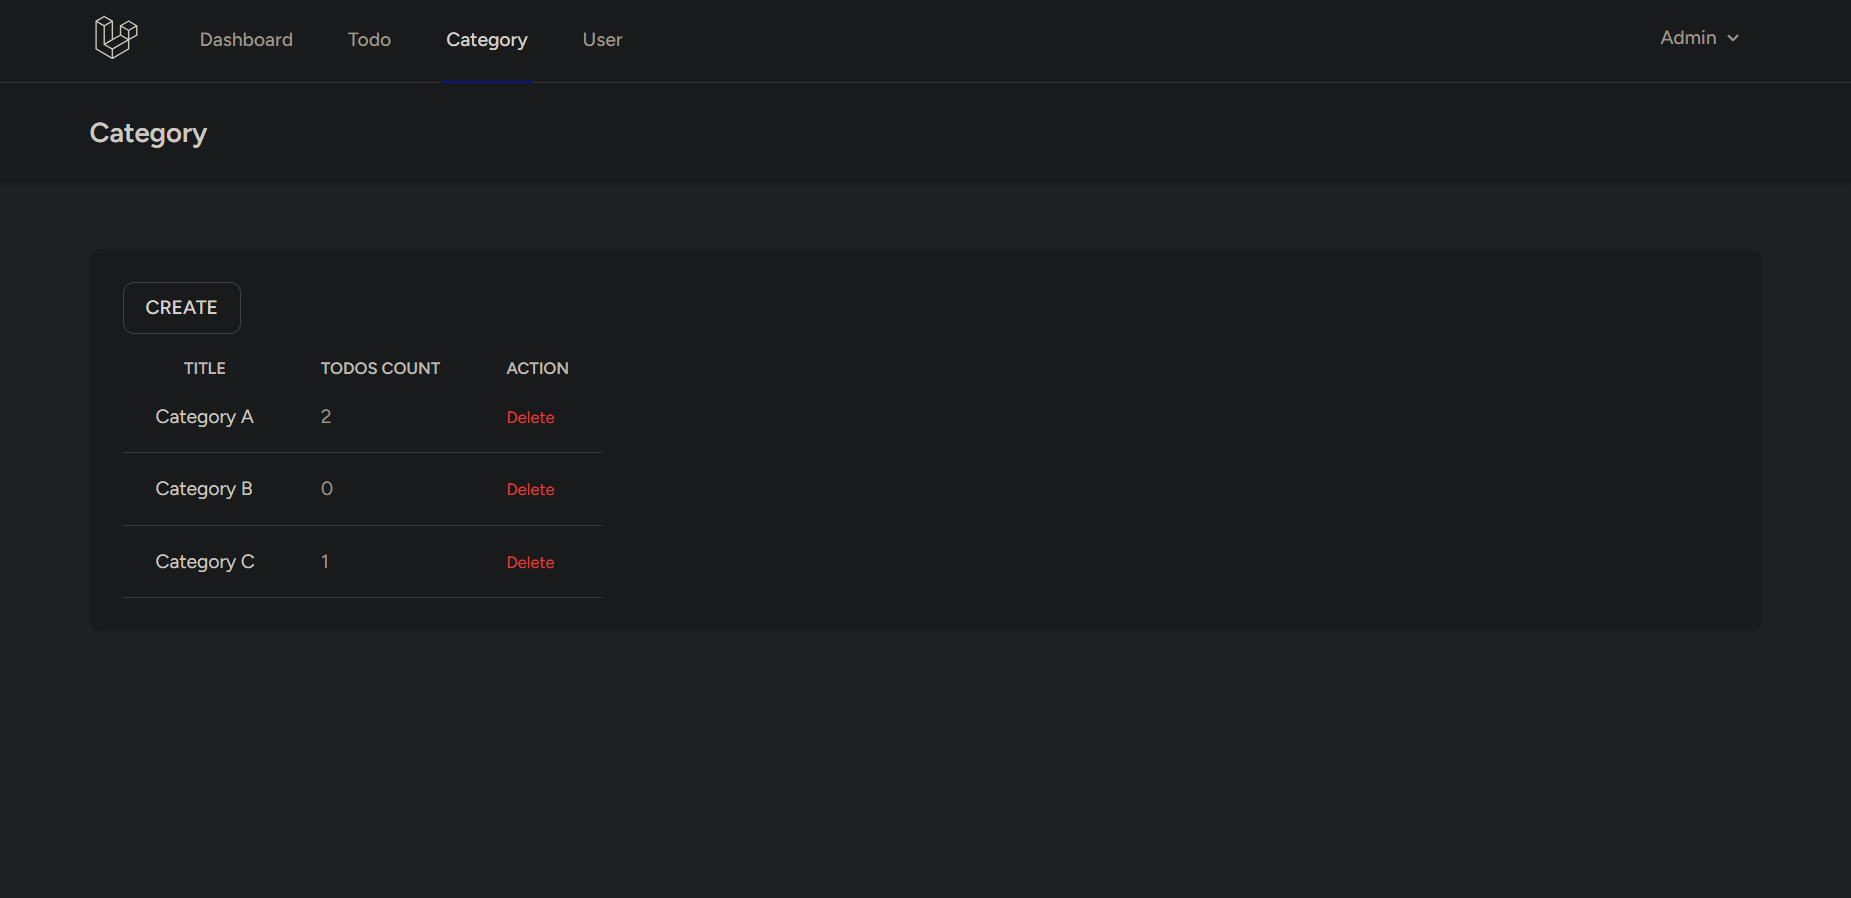 Dashboard Todo Category User Admin
Category
CREATE
TITLE TODOS COUNT ACTION
Category A 2 Delete
Category B 0 Delete
Category C 1 Delete